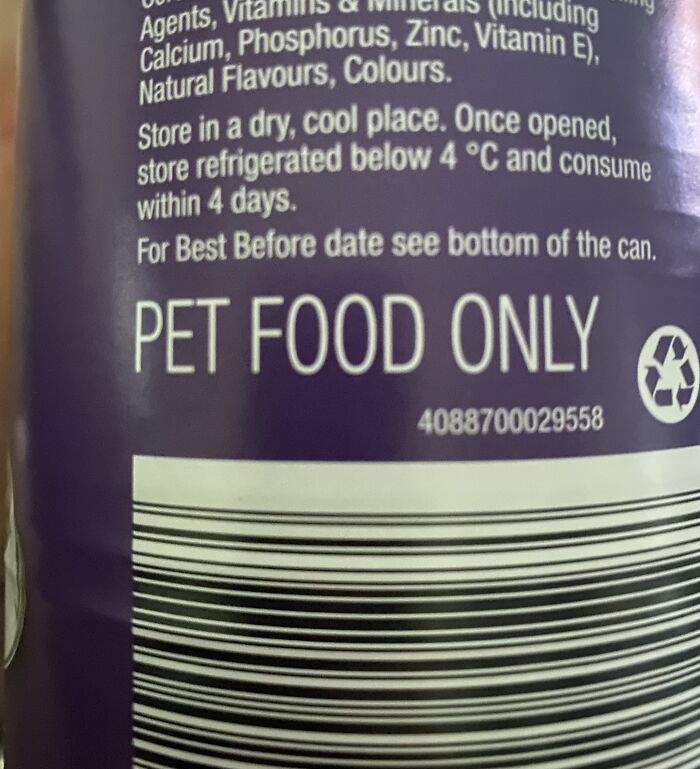 Agents, Vitamins & Minerals (including
Calcium, Phosphorus, Zinc, Vitamin E),
Natural Flavours, Colours.
Store in a dry, cool place. Once opened,
store refrigerated below 4 °C and consume
within 4 days.
For Best Before date see bottom of the can.
PET FOOD ONLY
4088700029558